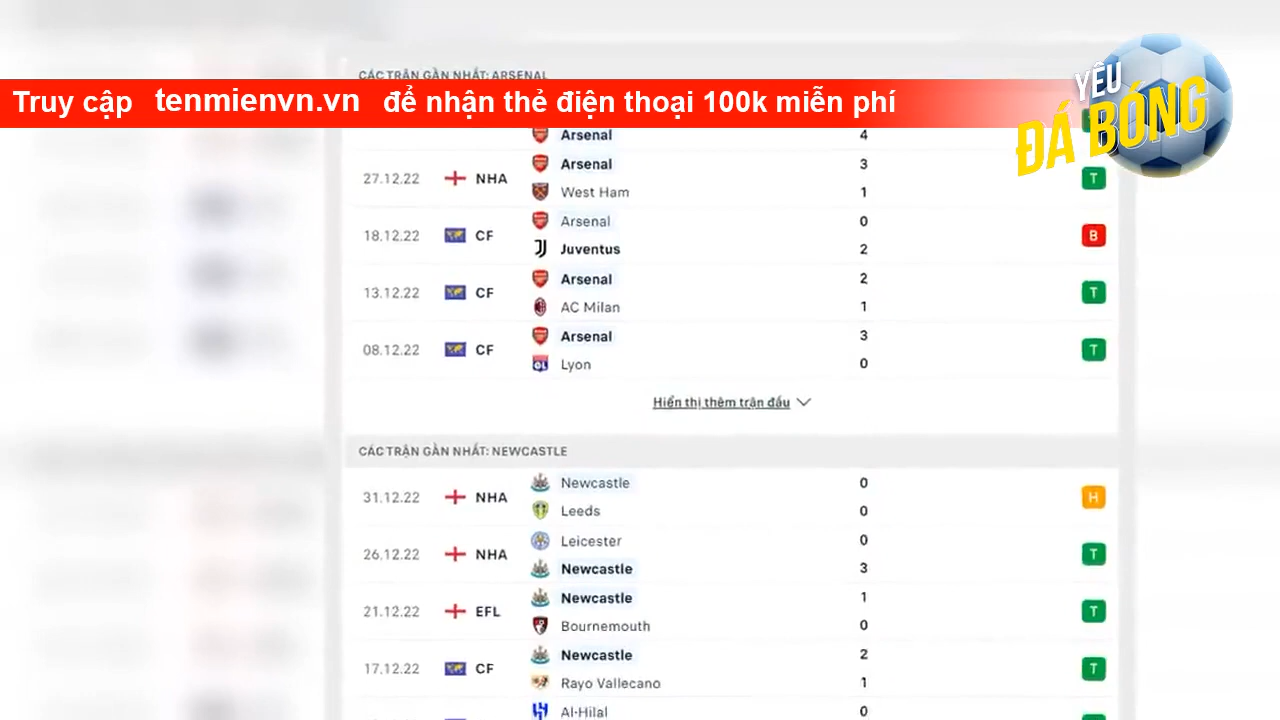 CÁC TRẬN GẦN NHẤT: ARSENAL
Truy cập tenmienvn.vn để nhận thẻ điện thoại 100k miễn phí
YÊU
ĐÁ BÓNG
Arsenal 4
27.12.22 NHA Arsenal 3 T
West Ham 1
18.12.22 CF Arsenal 0 B
Juventus 2
13.12.22 CF Arsenal 2 T
AC Milan 1
08.12.22 CF Arsenal 3 T
Lyon 0
Hiển thị thêm trận đấu
CÁC TRẬN GẦN NHẤT: NEWCASTLE
31.12.22 NHA Newcastle 0 H
Leeds 0
26.12.22 NHA Leicester 0 T
Newcastle 3
21.12.22 EFL Newcastle 1 T
Bournemouth 0
17.12.22 CF Newcastle 2 T
Rayo Vallecano 1
Al-Hilal 0